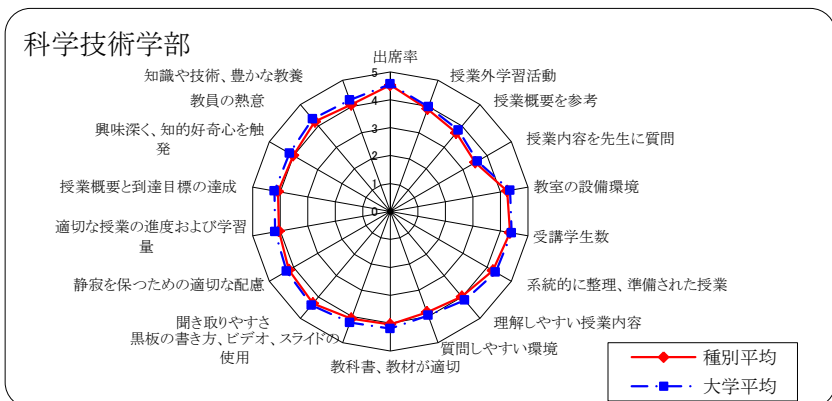 科学技術学部
出席率
授業外学習活動
授業概要を参考
授業内容を先生に質問
教室の設備環境
受講学生数
系統的に整理、準備された授業
理解しやすい授業内容
質問しやすい環境
教科書、教材が適切
黒板の書き方、ビデオ、スライドの
使用
聞き取りやすさ
静寂を保つための適切な配慮
適切な授業の進度および学習
量
授業概要と到達目標の達成
興味深く、知的好奇心を触
発
教員の熱意
知識や技術、豊かな教養
5
4
3
2
1
0
種別平均
大学平均